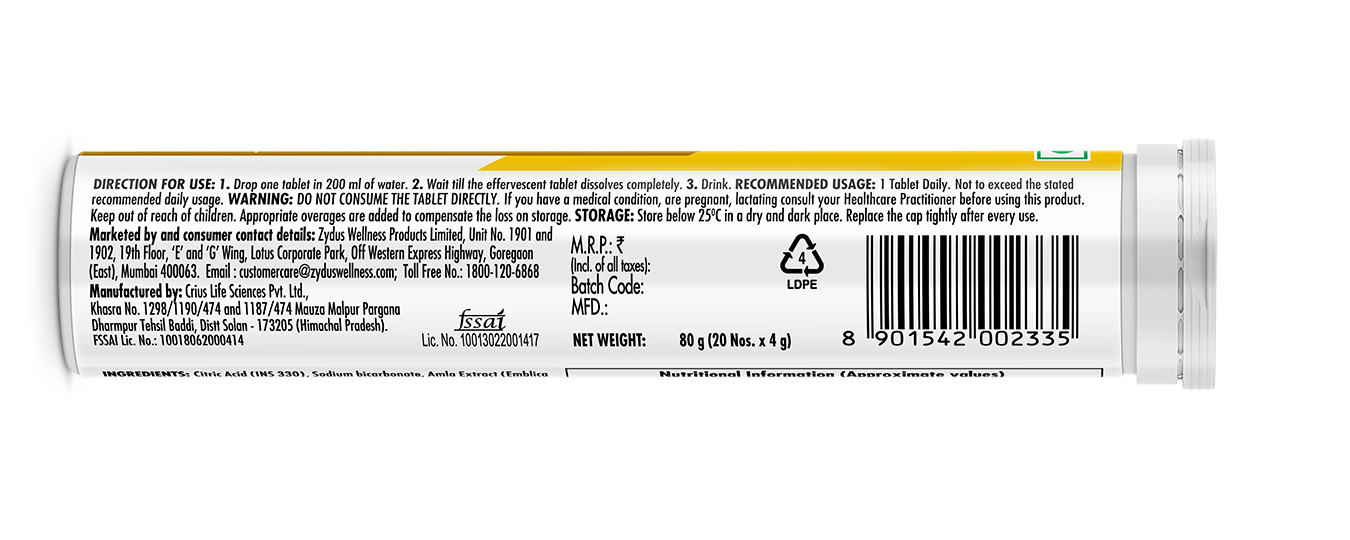 DIRECTION FOR USE: 1. Drop one tablet in 200 ml of water. 2. Wait till the effervescent tablet dissolves completely. 3. Drink. RECOMMENDED USAGE: 1 Tablet Daily. Not to exceed the stated
recommended daily usage. WARNING: DO NOT CONSUME THE TABLET DIRECTLY. If you have a medical condition, are pregnant, lactating consult your Healthcare Practitioner before using this product.
Keep out of reach of children. Appropriate overages are added to compensate the loss on storage. STORAGE: Store below 25⁰C in a dry and dark place. Replace the cap tightly after every use.
Marketed by and consumer contact details: Zydus Wellness Products Limited, Unit No. 1901 and
1902, 19th Floor, ‘E’ and ‘G’ Wing, Lotus Corporate Park, Off Western Express Highway, Goregaon
(East), Mumbai 400063. Email : customercare@zyduswellness.com; Toll Free No.: 1800-120-6868
Manufactured by: Crius Life Sciences Pvt. Ltd.,
Khasra No. 1298/1190/474 and 1187/474 Mauza Malpur Pargana
Dharmpur Tehsil Baddi, Distt Solan - 173205 (Himachal Pradesh).
FSSAI Lic. No.: 10018062000414
fssai
Lic. No. 10013022001417
M.R.P.: ₹
(Incl. of all taxes):
Batch Code:
MFD.:
NET WEIGHT: 80 g (20 Nos. x 4 g)
4
LDPE
8 901542 002335
INGREDIENTS: Citric Acid (INS 330), Sodium bicarbonate, Amla Extract (Emblica
Nutritional Information (Approximate values)